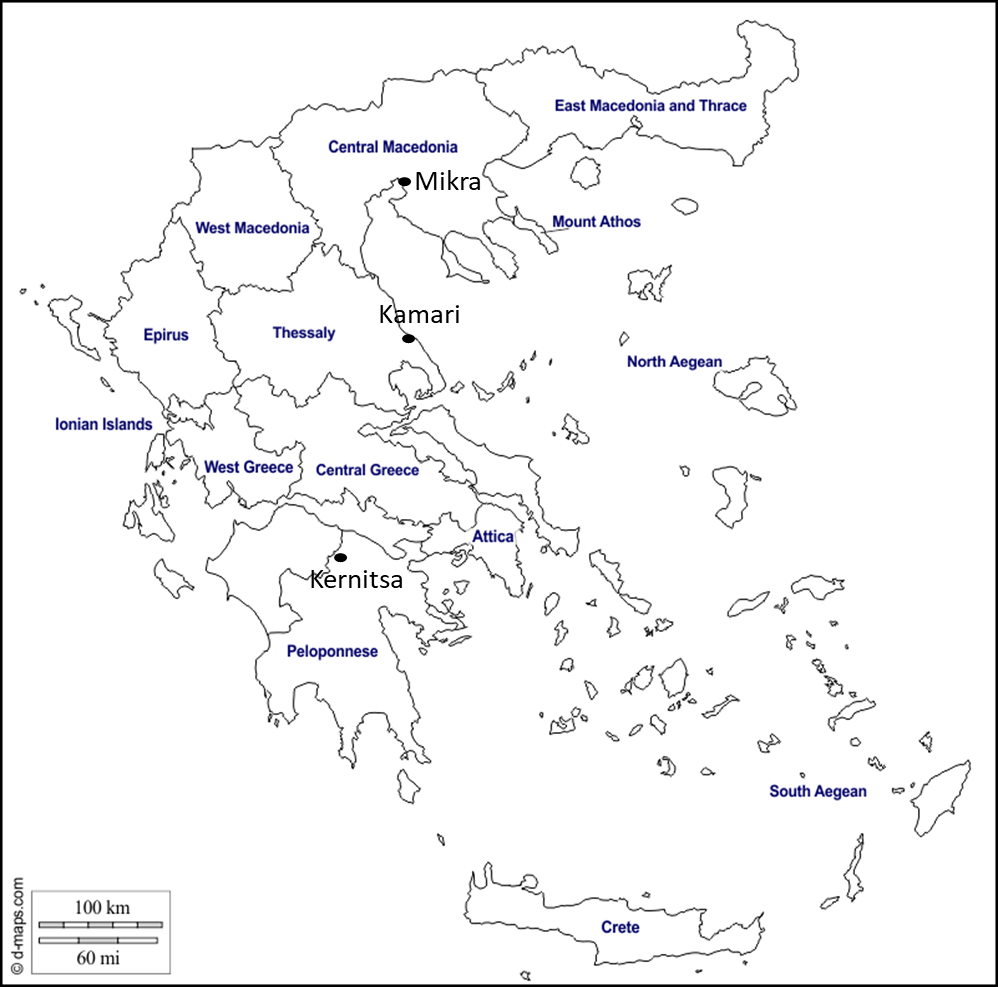 East Macedonia and Thrace
Central Macedonia
Mikra
Mount Athos
West Macedonia
Kamari
Epirus
Thessaly
North Aegean
Ionian Islands
West Greece
Central Greece
Attica
Kernitsa
Peloponnese
South Aegean
Crete
100 km
60 mi
© d-maps.com